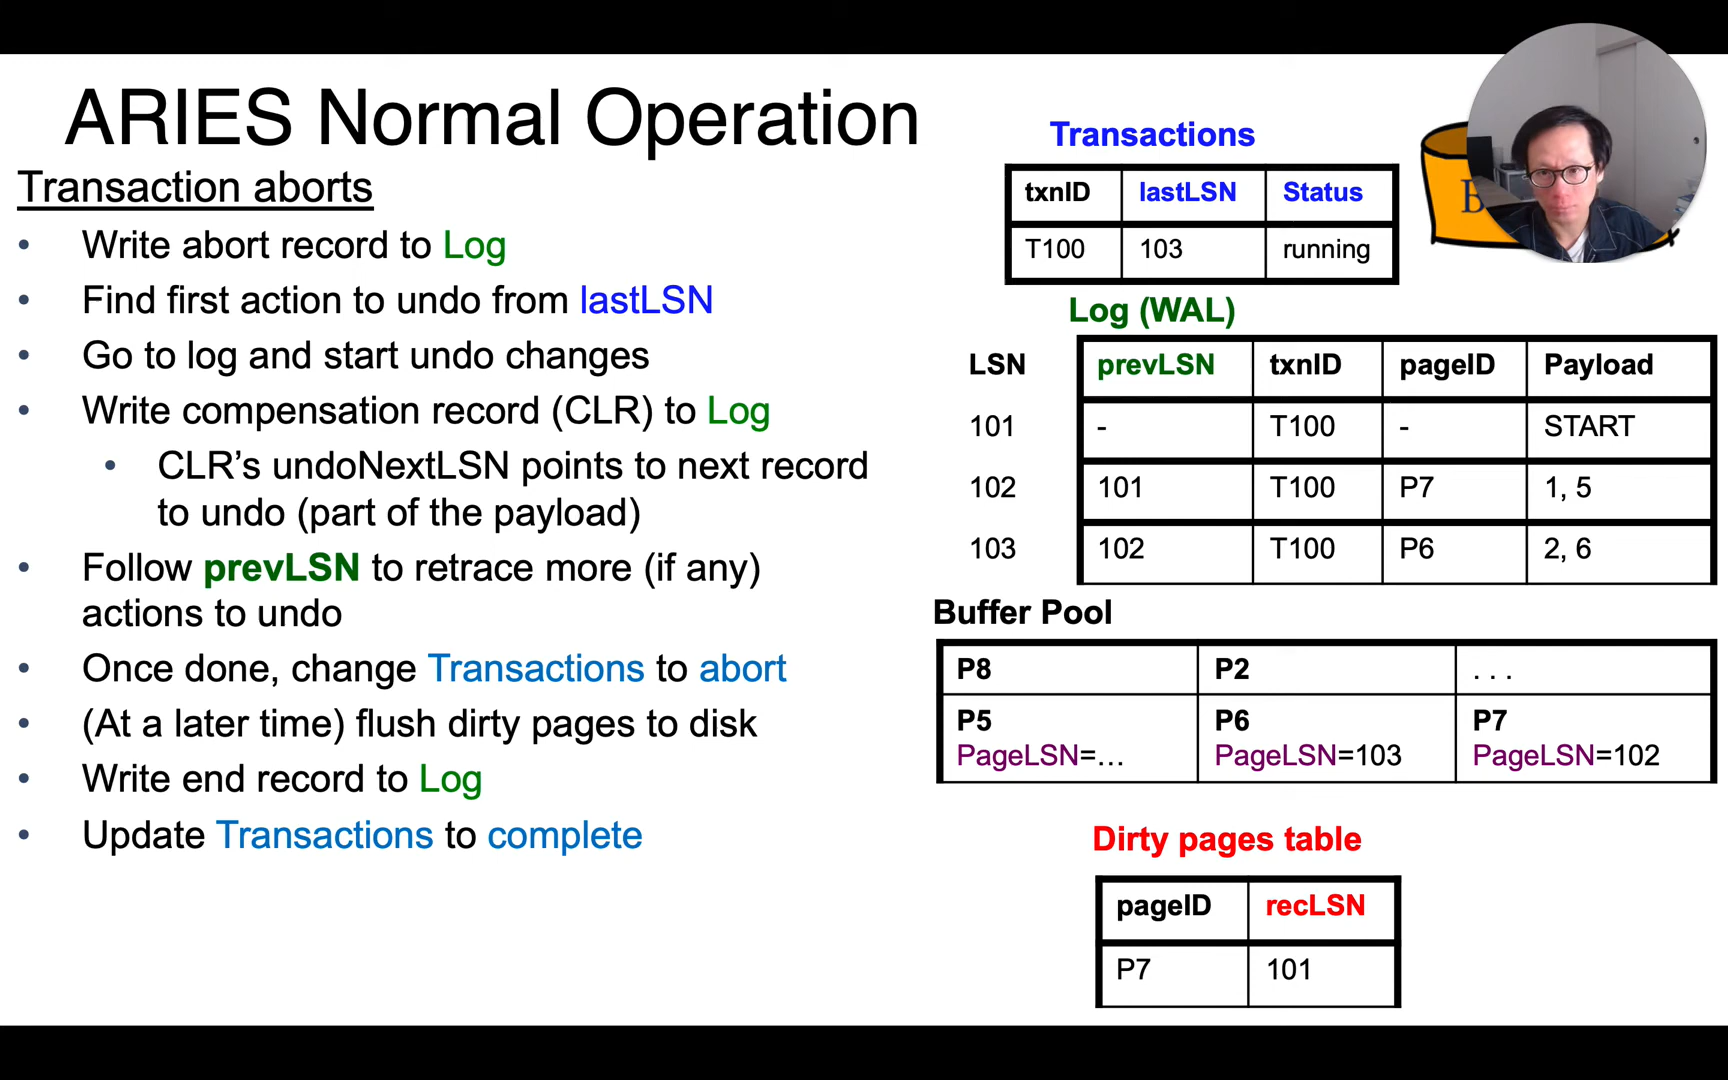 ARIES Normal Operation
Transaction aborts
• Write abort record to Log
• Find first action to undo from lastLSN
• Go to log and start undo changes
• Write compensation record (CLR) to Log
• CLR’s undoNextLSN points to next record
to undo (part of the payload)
• Follow prevLSN to retrace more (if any)
actions to undo
• Once done, change Transactions to abort
• (At a later time) flush dirty pages to disk
• Write end record to Log
• Update Transactions to complete
Transactions
txnID lastLSN Status
T100 103 running
Log (WAL)
LSN prevLSN txnID pageID Payload
101 - T100 - START
102 101 T100 P7 1, 5
103 102 T100 P6 2, 6
Buffer Pool
P8 P2 . . .
P5 P6 P7
PageLSN=... PageLSN=103 PageLSN=102
Dirty pages table
pageID recLSN
P7 101